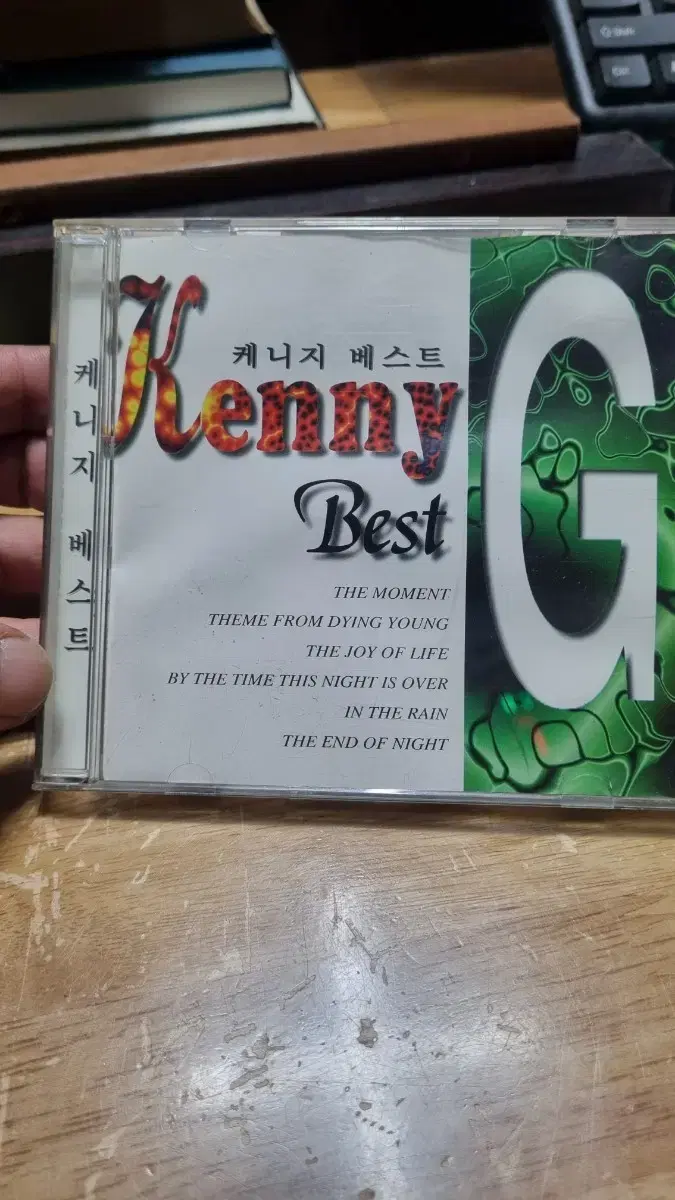 케니지 베스트
케니지 베스트
Kenny
G
Best
THE MOMENT
THEME FROM DYING YOUNG
THE JOY OF LIFE
BY THE TIME THIS NIGHT IS OVER
IN THE RAIN
THE END OF NIGHT
Shift
Ctrl